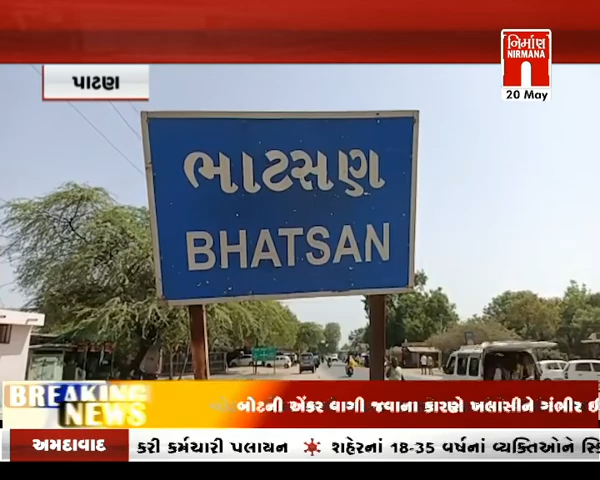 નિર્માણ
NIRMANA
20 May
પાટણ
ભાટસણ
BHATSAN
BREAKING NEWS
બોટની એંકર વાગી જવાના કારણે ખલાસીને ગંભીર
અમદાવાદ
કરી કર્મચારી પલાયન
શહેરનાં 18-35 વર્ષનાં વ્યક્તિઓને